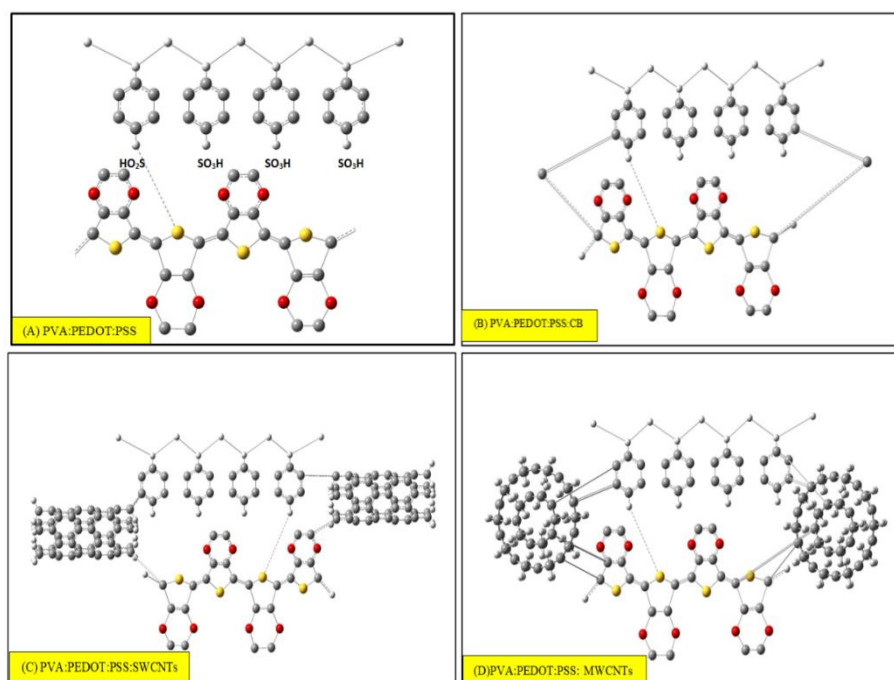 HO₂S SO₃H SO₃H SO₃H
(A) PVA:PEDOT:PSS
(B) PVA:PEDOT:PSS:CB
(C) PVA:PEDOT:PSS:SWCNTs
(D)PVA:PEDOT:PSS: MWCNTs